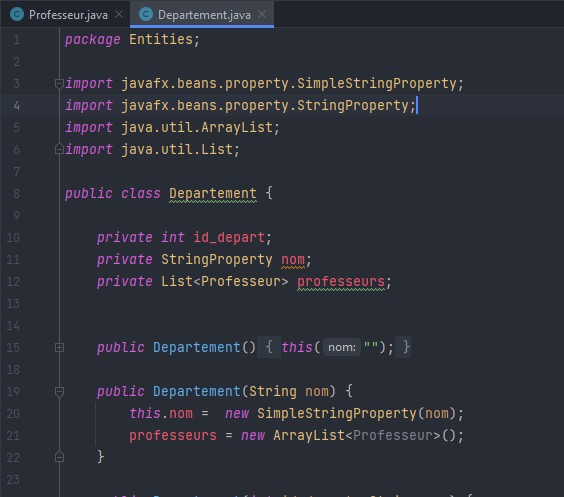 Professeur.java Departement.java
1 package Entities;
2
3 import javafx.beans.property.SimpleStringProperty;
4 import javafx.beans.property.StringProperty;
5 import java.util.ArrayList;
6 import java.util.List;
7
8 public class Departement {
9
10 private int id_depart;
11 private StringProperty nom;
12 private List<Professeur> professeurs;
13
14
15 public Departement() { this( nom: ""); }
18
19 public Departement(String nom) {
20 this.nom =  new SimpleStringProperty(nom);
21 professeurs = new ArrayList<Professeur>();
22 }
23